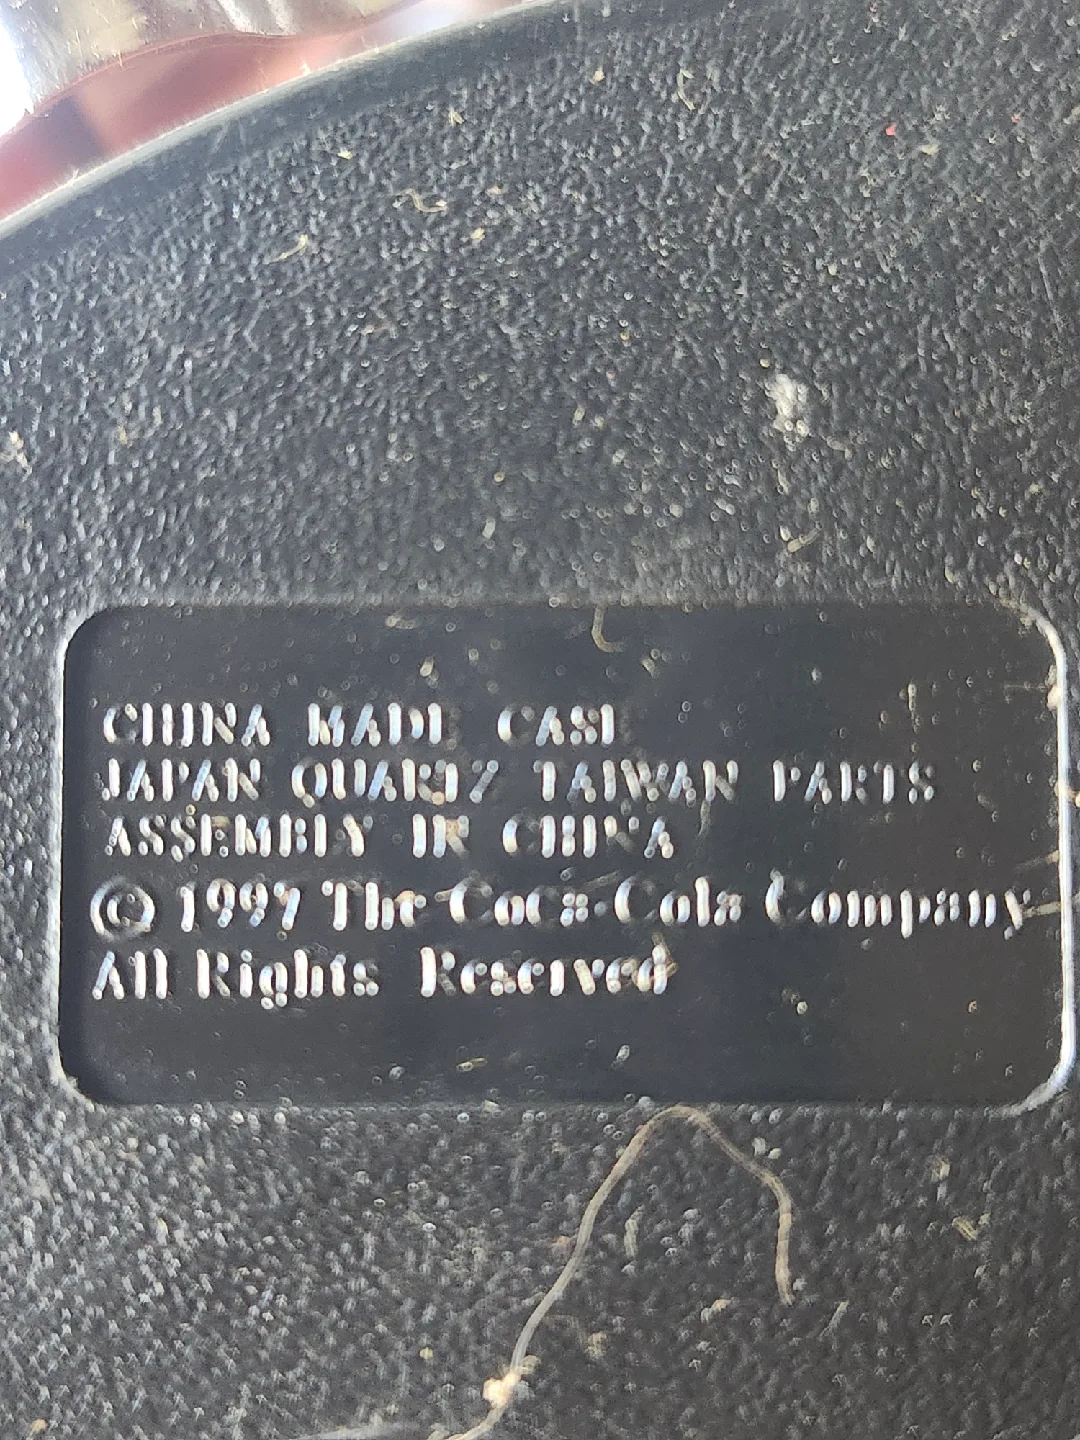 CHINA MADE CASE
JAPAN QUARTZ TAIWAN PARTS
ASSEMBLY IN CHINA
© 1997 The Coca-Cola Company
All Rights Reserved